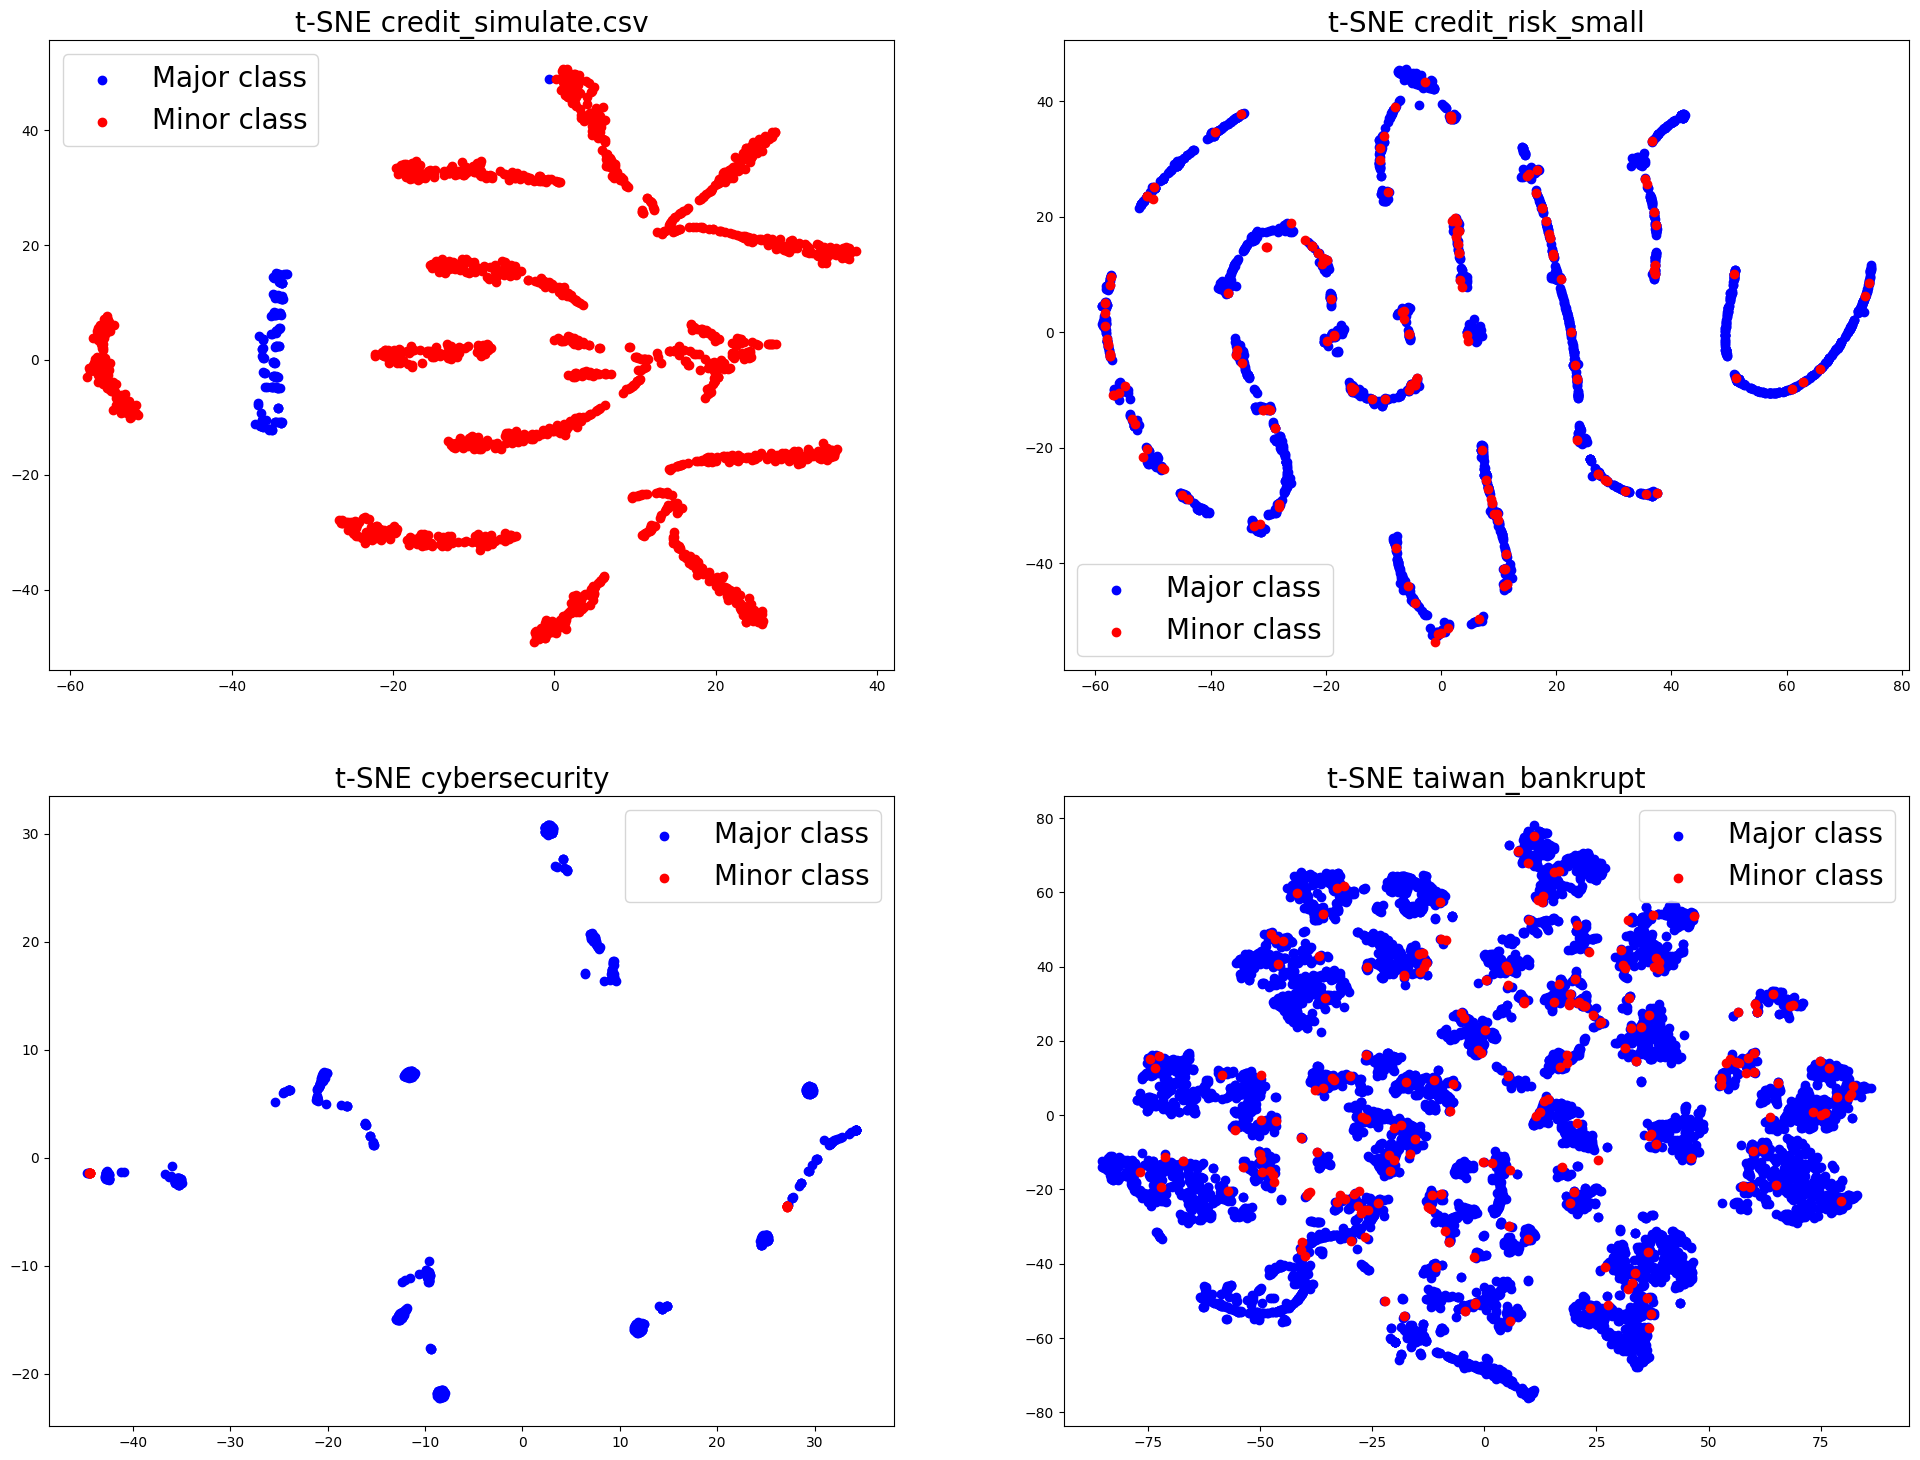 t-SNE credit_simulate.csv
Major class
Minor class
40
20
0
−20
−40
−60 −40 −20 0 20 40
t-SNE credit_risk_small
40
20
0
−20
−40
Major class
Minor class
−60 −40 −20 0 20 40 60 80
t-SNE cybersecurity
Major class
Minor class
30
20
10
0
−10
−20
−40 −30 −20 −10 0 10 20 30
t-SNE taiwan_bankrupt
Major class
Minor class
80
60
40
20
0
−20
−40
−60
−80
−75 −50 −25 0 25 50 75